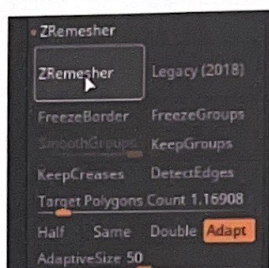 ZRemesher
ZRemesher Legacy (2018)
FreezeBorder FreezeGroups
SmoothGroups KeepGroups
KeepCreases DetectEdges
Target Polygons Count 1.16908
Half Same Double Adapt
AdaptiveSize 50